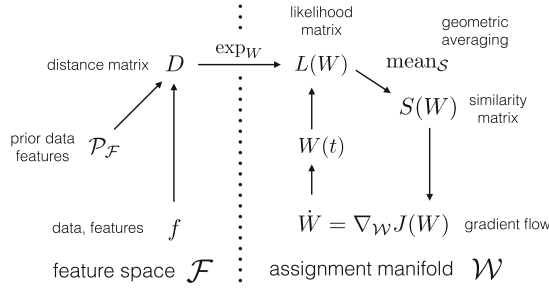 likelihood matrix
geometric averaging
distance matrix D exp_W L(W) mean_S
S(W) similarity matrix
prior data features P_F W(t)
data, features f Ẇ = ∇_W J(W) gradient flow
feature space F assignment manifold W